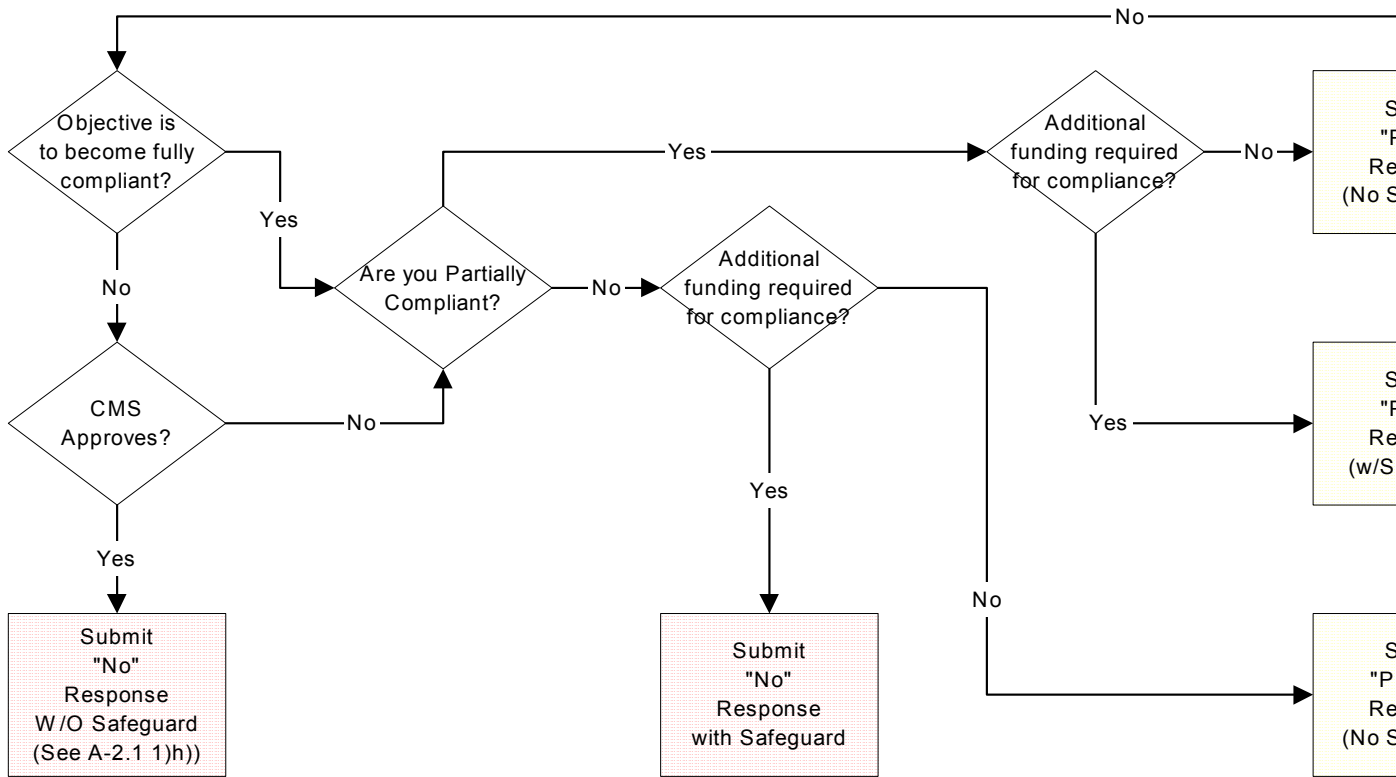 No
Objective is
to become fully
compliant?
Yes
No
Are you Partially
Compliant?
Yes
No
Additional
funding required
for compliance?
Additional
funding required
for compliance?
No
Yes
CMS
Approves?
No
Yes
Yes
No
Submit
"No"
Response
W/O Safeguard
(See A-2.1 1)h))
Submit
"No"
Response
with Safeguard
(No
(No